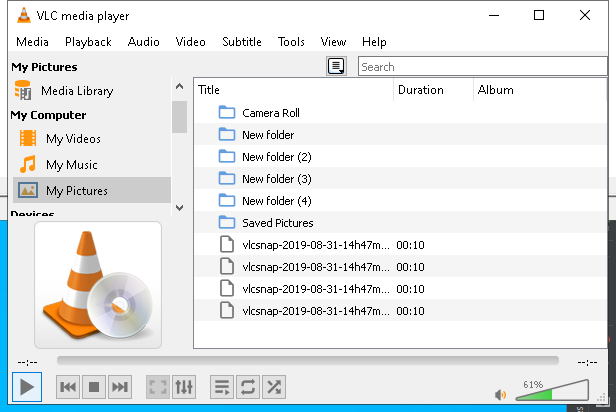 VLC media player
Media Playback Audio Video Subtitle Tools View Help
My Pictures
Search
Media Library
My Computer
My Videos
My Music
My Pictures
Devices
Title Duration Album
Camera Roll
New folder
New folder (2)
New folder (3)
New folder (4)
Saved Pictures
vlcsnap-2019-08-31-14h47m... 00:10
vlcsnap-2019-08-31-14h47m... 00:10
vlcsnap-2019-08-31-14h47m... 00:10
vlcsnap-2019-08-31-14h47m... 00:10
--:-- --:--
61%